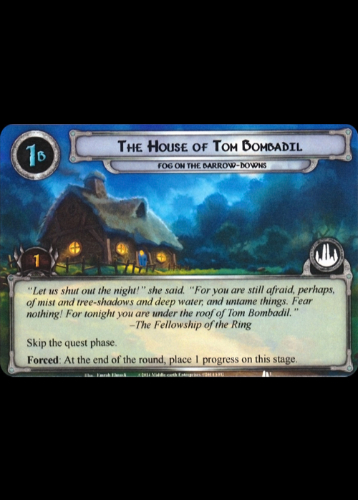 1B
THE HOUSE OF TOM BOMBADIL
FOG ON THE BARROW-DOWNS
1
“Let us shut out the night!” she said. “For you are still afraid, perhaps,
of mist and tree-shadows and deep water, and untame things. Fear
nothing! For tonight you are under the roof of Tom Bombadil.”
–The Fellowship of the Ring
Skip the quest phase.
Forced: At the end of the round, place 1 progress on this stage.